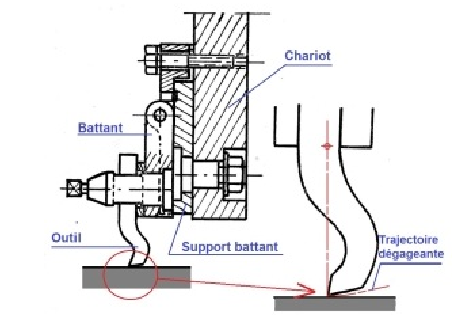 Chariot
Battant
Outil
Support battant
Trajectoire
dégageante